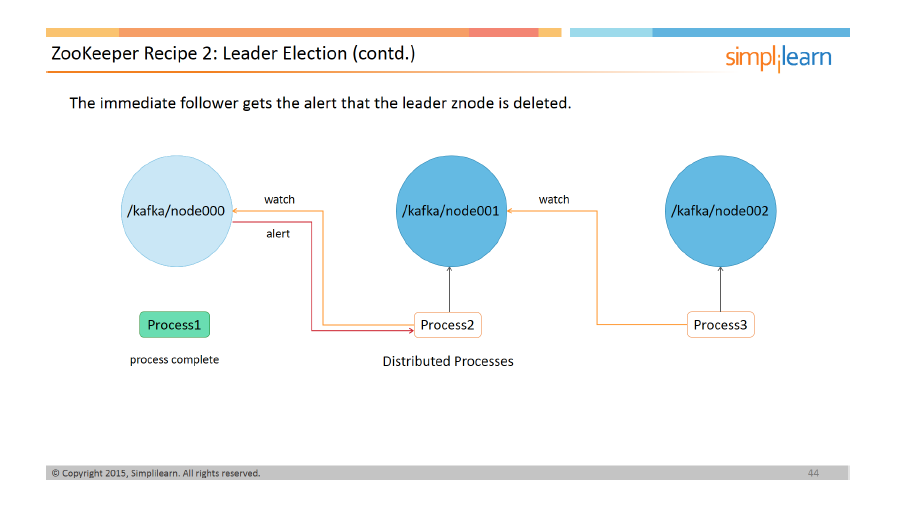 ZooKeeper Recipe 2: Leader Election (contd.)
simplilearn
The immediate follower gets the alert that the leader znode is deleted.
/kafka/node000
watch
alert
/kafka/node001
watch
/kafka/node002
Process1
Process2
Process3
process complete
Distributed Processes
© Copyright 2015, Simplilearn. All rights reserved.
44